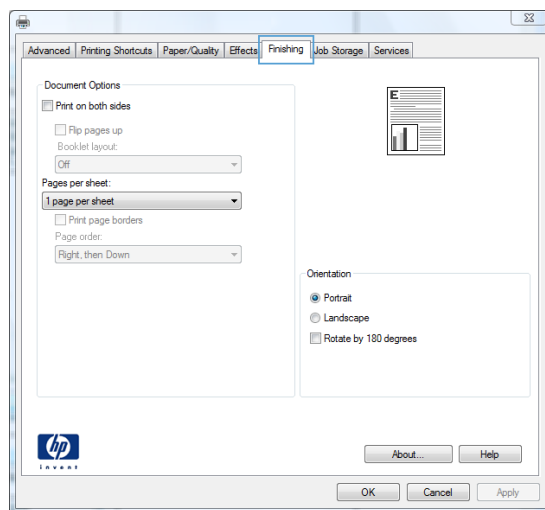 Advanced Printing Shortcuts Paper/Quality Effects Finishing Job Storage Services
Document Options
Print on both sides
Flip pages up
Booklet layout:
Off
Pages per sheet:
1 page per sheet
Print page borders
Page order:
Right, then Down
E
Orientation
Portrait
Landscape
Rotate by 180 degrees
hp
invent
About... Help
OK Cancel Apply